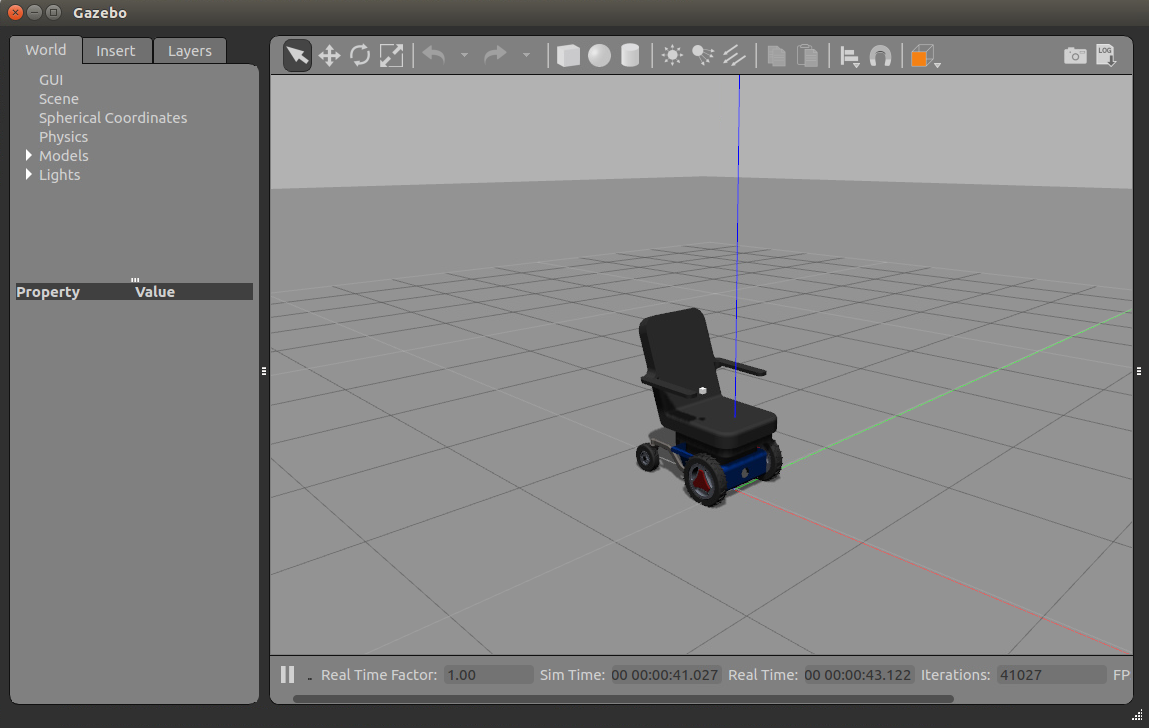 Gazebo
World Insert Layers
LOG
GUI
Scene
Spherical Coordinates
Physics
Models
Lights
Property Value
Real Time Factor: 1.00 Sim Time: 00 00:00:41.027 Real Time: 00 00:00:43.122 Iterations: 41027 FP